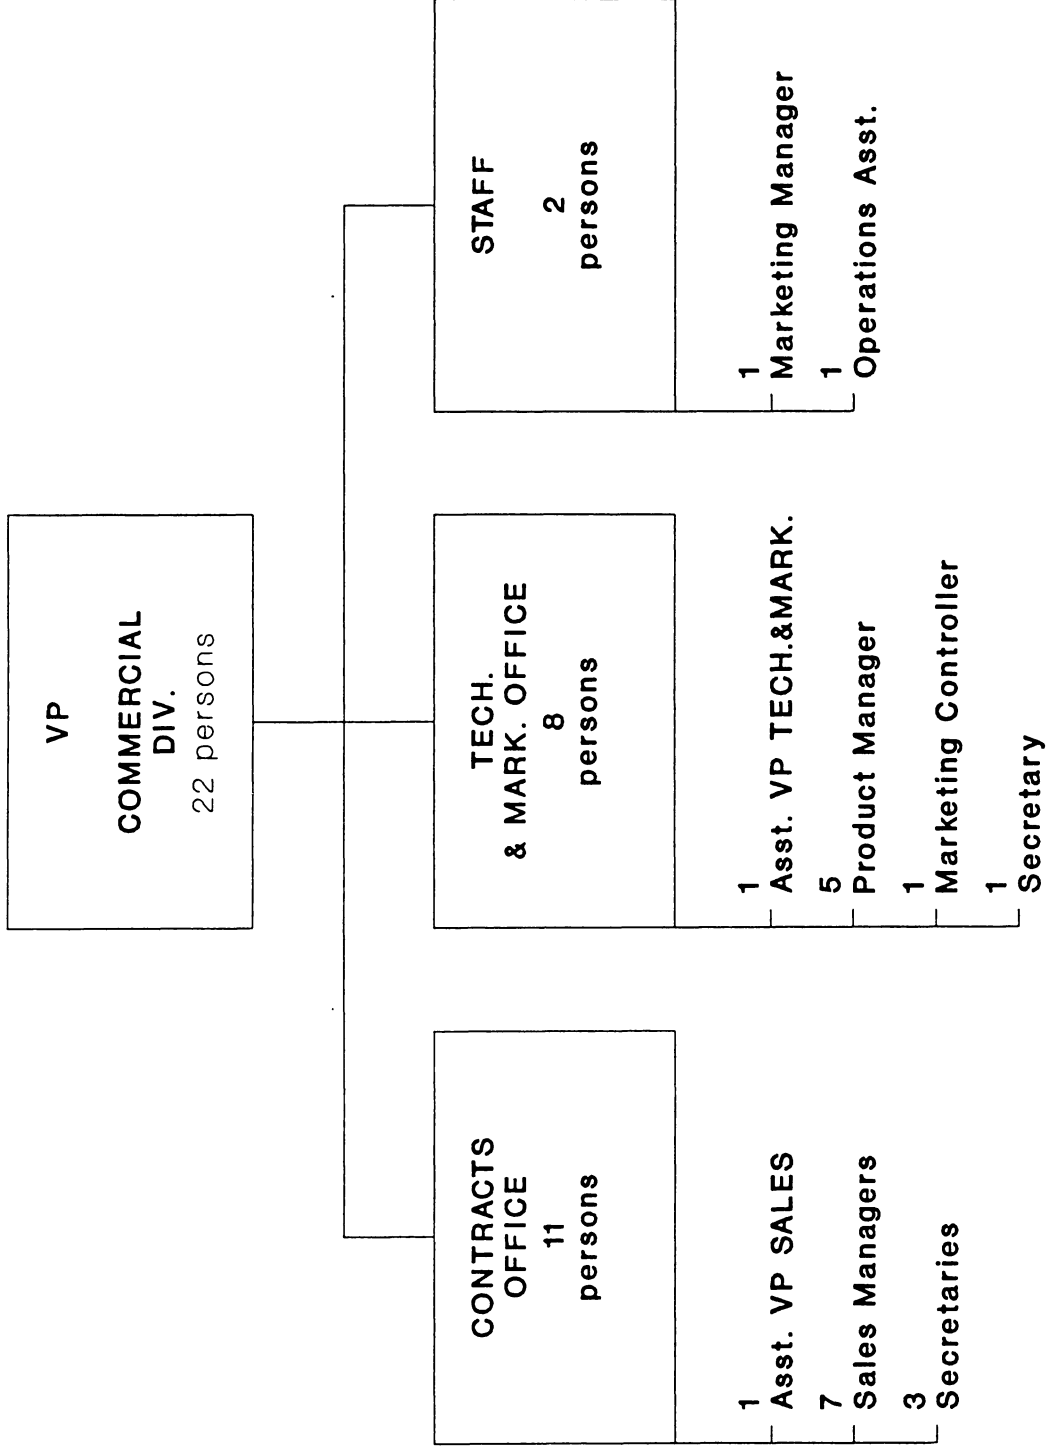 VP
COMMERCIAL
DIV.
22 persons
CONTRACTS
OFFICE
11
persons
1
Asst. VP SALES
7
Sales Managers
3
Secretaries
TECH.
& MARK. OFFICE
8
persons
1
Asst. VP TECH.&MARK.
5
Product Manager
1
Marketing Controller
1
Secretary
STAFF
2
persons
1
Marketing Manager
1
Operations Asst.